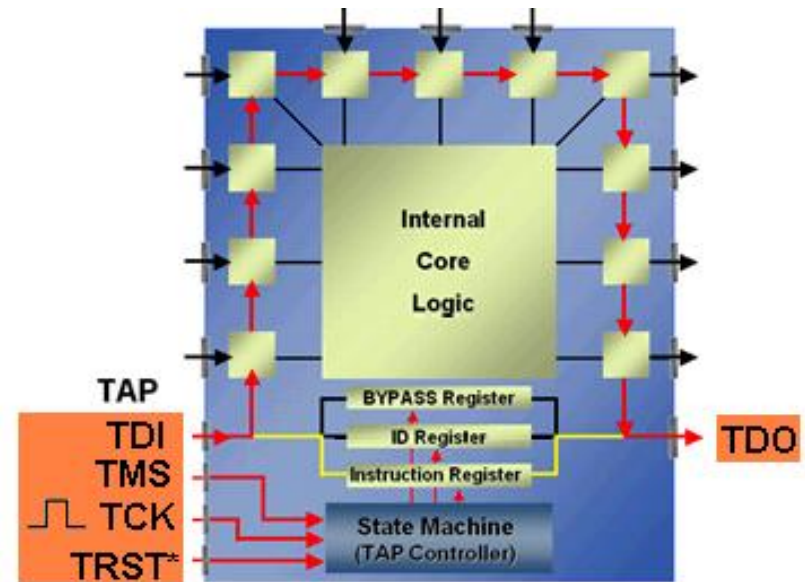 Internal
Core
Logic
TAP
BYPASS Register
TDI
ID Register
TDO
TMS
Instruction Register
TCK
State Machine
(TAP Controller)
TRST*